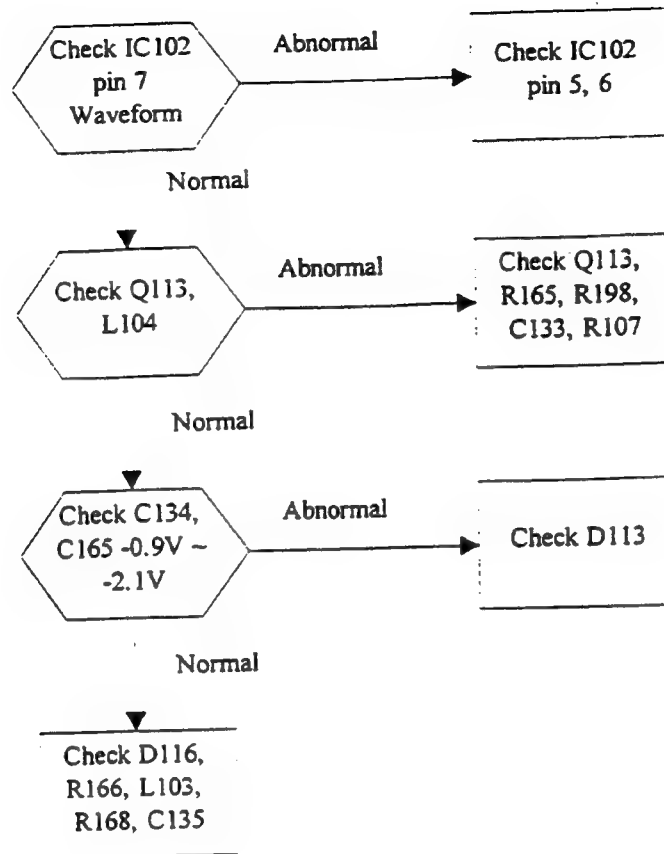 Check IC102
pin 7
Waveform
Abnormal
Check IC102
pin 5, 6
Normal
Check Q113,
L104
Abnormal
Check Q113,
R165, R198,
C133, R107
Normal
Check C134,
C165 -0.9V ~
-2.1V
Abnormal
Check D113
Normal
Check D116,
R166, L103,
R168, C135